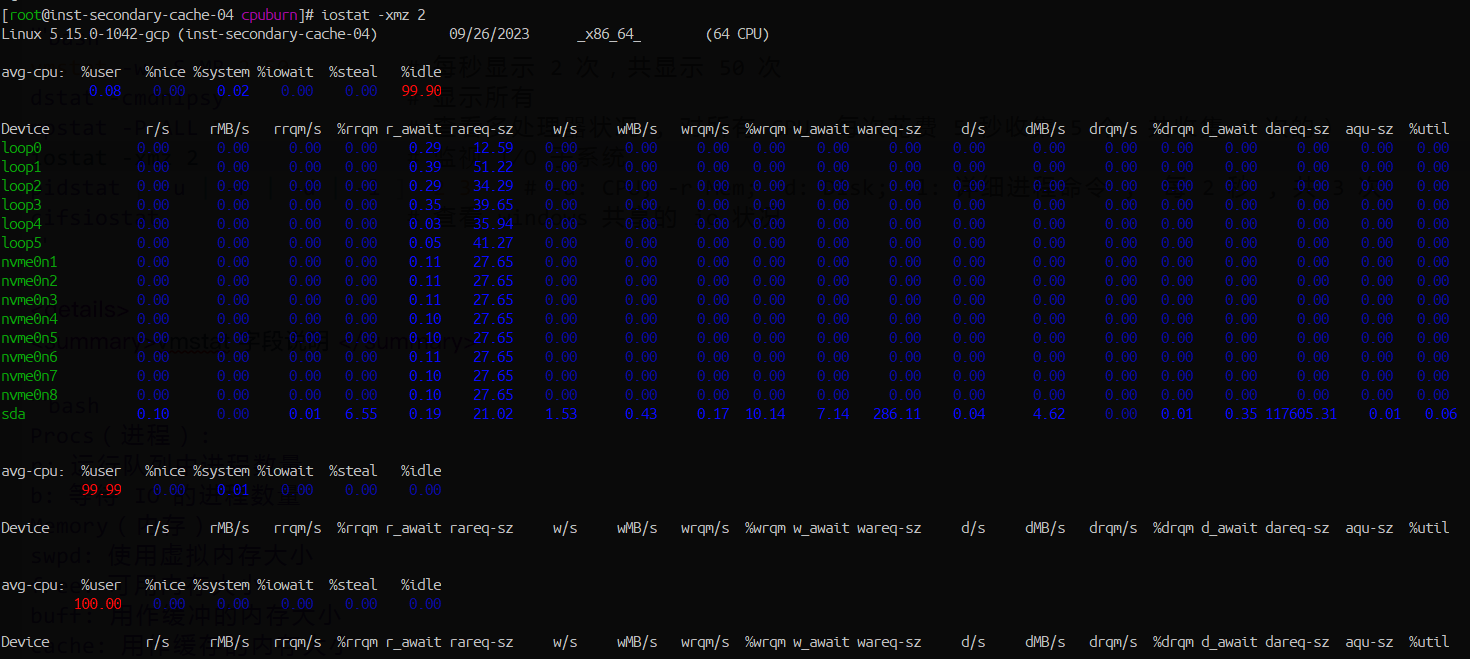 [root@inst-secondary-cache-04 cpuburn]# iostat -xmz 2
Linux 5.15.0-1042-gcp (inst-secondary-cache-04) 09/26/2023 _x86_64_ (64 CPU)
avg-cpu: %user %nice %system %iowait %steal %idle
0.08 0.00 0.02 0.00 0.00 99.90
Device r/s rMB/s rrqm/s %rrqm r_await rareq-sz w/s wMB/s wrqm/s %wrqm w_await wareq-sz d/s dMB/s drqm/s %drqm d_await dareq-sz aqu-sz %util
loop0 0.00 0.00 0.00 0.00 0.29 12.59 0.00 0.00 0.00 0.00 0.00 0.00 0.00 0.00 0.00 0.00 0.00 0.00 0.00 0.00
loop1 0.00 0.00 0.00 0.00 0.39 51.22 0.00 0.00 0.00 0.00 0.00 0.00 0.00 0.00 0.00 0.00 0.00 0.00 0.00 0.00
loop2 0.00 0.00 0.00 0.00 0.29 34.29 0.00 0.00 0.00 0.00 0.00 0.00 0.00 0.00 0.00 0.00 0.00 0.00 0.00 0.00
loop3 0.00 0.00 0.00 0.00 0.35 39.65 0.00 0.00 0.00 0.00 0.00 0.00 0.00 0.00 0.00 0.00 0.00 0.00 0.00 0.00
loop4 0.00 0.00 0.00 0.00 0.03 35.94 0.00 0.00 0.00 0.00 0.00 0.00 0.00 0.00 0.00 0.00 0.00 0.00 0.00 0.00
loop5 0.00 0.00 0.00 0.00 0.05 41.27 0.00 0.00 0.00 0.00 0.00 0.00 0.00 0.00 0.00 0.00 0.00 0.00 0.00 0.00
nvme0n1 0.00 0.00 0.00 0.00 0.11 27.65 0.00 0.00 0.00 0.00 0.00 0.00 0.00 0.00 0.00 0.00 0.00 0.00 0.00 0.00
nvme0n2 0.00 0.00 0.00 0.00 0.11 27.65 0.00 0.00 0.00 0.00 0.00 0.00 0.00 0.00 0.00 0.00 0.00 0.00 0.00 0.00
nvme0n3 0.00 0.00 0.00 0.00 0.11 27.65 0.00 0.00 0.00 0.00 0.00 0.00 0.00 0.00 0.00 0.00 0.00 0.00 0.00 0.00
nvme0n4 0.00 0.00 0.00 0.00 0.10 27.65 0.00 0.00 0.00 0.00 0.00 0.00 0.00 0.00 0.00 0.00 0.00 0.00 0.00 0.00
nvme0n5 0.00 0.00 0.00 0.00 0.10 27.65 0.00 0.00 0.00 0.00 0.00 0.00 0.00 0.00 0.00 0.00 0.00 0.00 0.00 0.00
nvme0n6 0.00 0.00 0.00 0.00 0.11 27.65 0.00 0.00 0.00 0.00 0.00 0.00 0.00 0.00 0.00 0.00 0.00 0.00 0.00 0.00
nvme0n7 0.00 0.00 0.00 0.00 0.10 27.65 0.00 0.00 0.00 0.00 0.00 0.00 0.00 0.00 0.00 0.00 0.00 0.00 0.00 0.00
nvme0n8 0.00 0.00 0.00 0.00 0.10 27.65 0.00 0.00 0.00 0.00 0.00 0.00 0.00 0.00 0.00 0.00 0.00 0.00 0.00 0.00
sda 0.10 0.00 0.01 6.55 0.19 21.02 1.53 0.43 0.17 10.14 7.14 286.11 0.04 4.62 0.00 0.01 0.35 117605.31 0.01 0.06
avg-cpu: %user %nice %system %iowait %steal %idle
99.99 0.00 0.01 0.00 0.00 0.00
Device r/s rMB/s rrqm/s %rrqm r_await rareq-sz w/s wMB/s wrqm/s %wrqm w_await wareq-sz d/s dMB/s drqm/s %drqm d_await dareq-sz aqu-sz %util
avg-cpu: %user %nice %system %iowait %steal %idle
100.00 0.00 0.00 0.00 0.00 0.00
Device r/s rMB/s rrqm/s %rrqm r_await rareq-sz w/s wMB/s wrqm/s %wrqm w_await wareq-sz d/s dMB/s drqm/s %drqm d_await dareq-sz aqu-sz %util